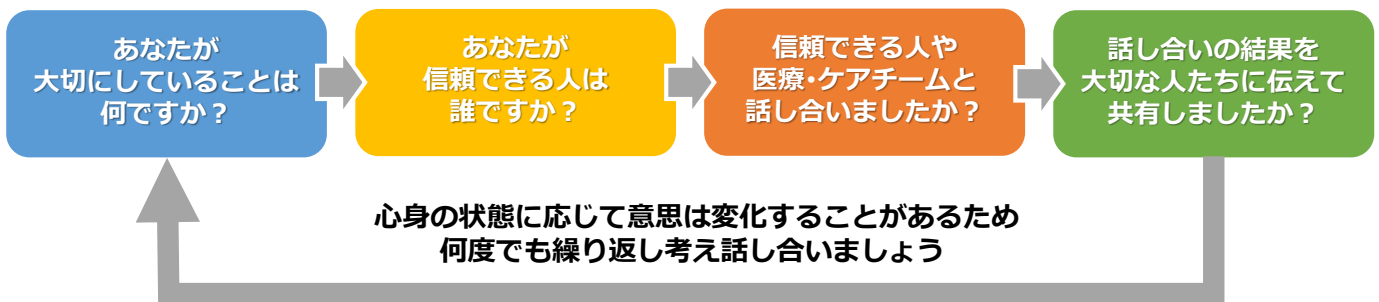 あなたが
大切にしていることは
何ですか？
あなたが
信頼できる人は
誰ですか？
信頼できる人や
医療・ケアチームと
話し合いましたか？
話し合いの結果を
大切な人たちに伝えて
共有しましたか？
心身の状態に応じて意思は変化することがあるため
何度でも繰り返し考え話し合いましょう